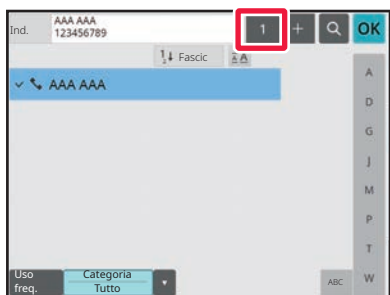 Ind.
AAA AAA
123456789
1
+
OK
Fascic
AAA AAA
A
D
G
J
M
P
T
W
Uso
freq.
Categoria
Tutto
ABC